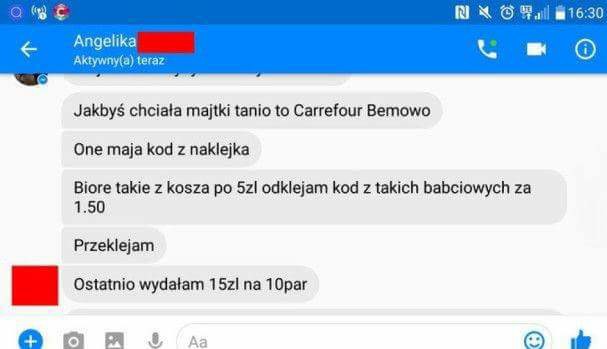 16:30
Angelika
Aktywny(a) teraz
Jakbyś chciała majtki tanio to Carrefour Bemowo
One maja kod z naklejka
Biore takie z kosza po 5zl odklejam kod z takich babciowych za
1.50
Przeklejam
Ostatnio wydałam 15zl na 10par
Aa